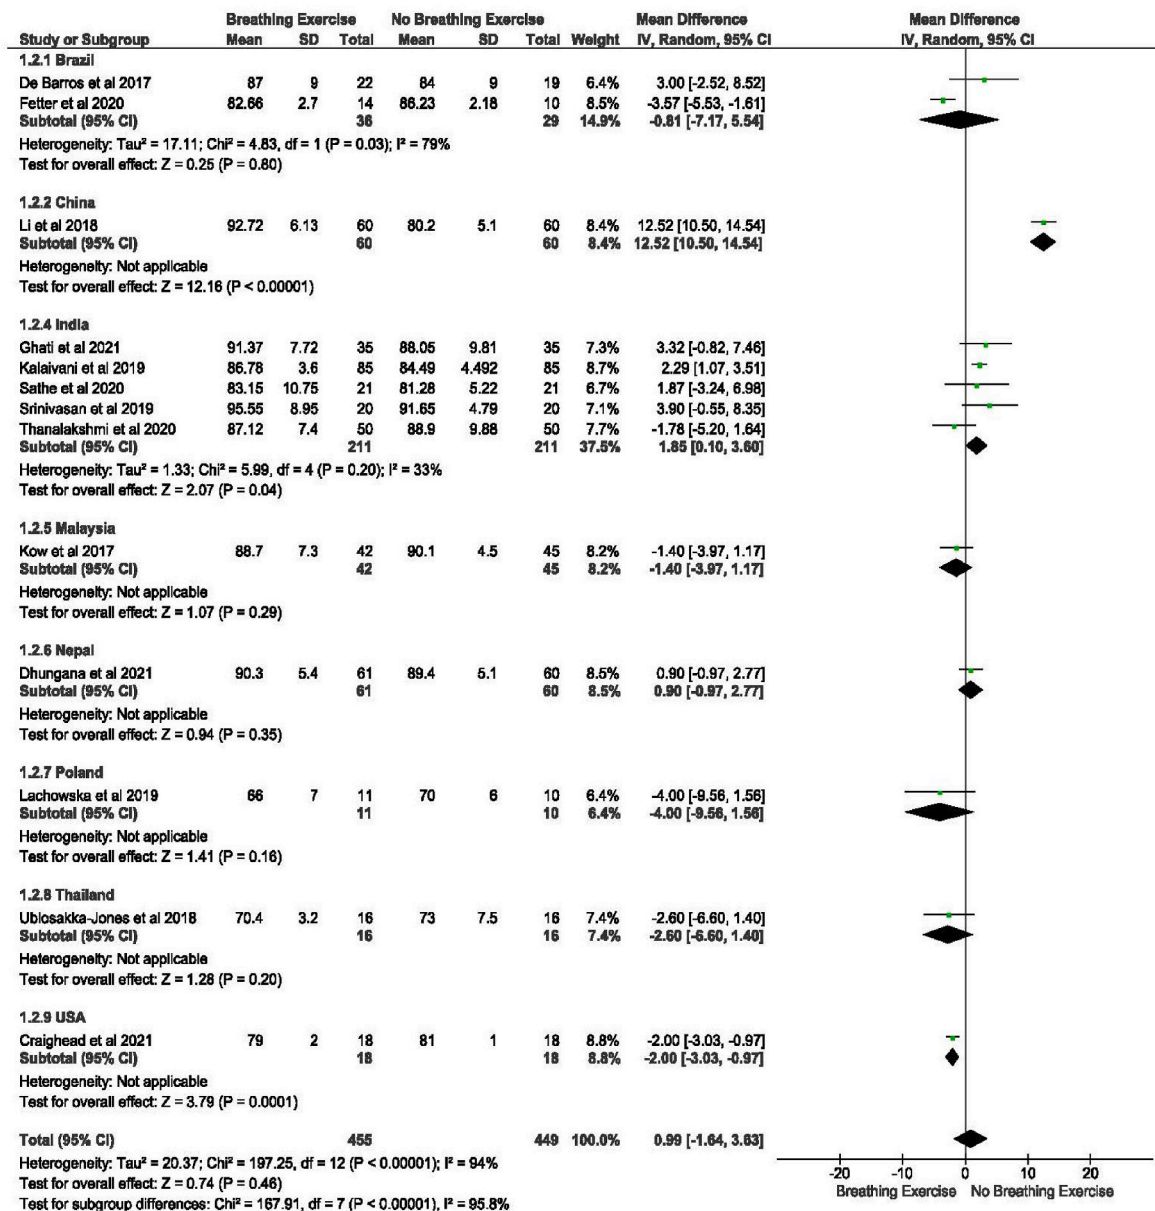 Breathing Exercise No Breathing Exercise Mean Difference Mean Difference
Study or Subgroup Mean SD Total Mean SD Total Weight IV, Random, 95% CI IV, Random, 95% CI
1.2.1 Brazil
De Barros et al 2017 87 9 22 84 9 19 6.4% 3.00 [-2.52, 8.52]
Fetter et al 2020 82.66 2.7 14 86.23 2.18 10 8.5% -3.57 [-5.53, -1.61]
Subtotal (95% CI) 36 29 14.9% -0.81 [-7.17, 5.54]
Heterogeneity: Tau² = 17.11; Chi² = 4.83, df = 1 (P = 0.03); I² = 79%
Test for overall effect: Z = 0.25 (P = 0.80)
1.2.2 China
Li et al 2018 92.72 6.13 60 80.2 5.1 60 8.4% 12.52 [10.50, 14.54]
Subtotal (95% CI) 60 60 8.4% 12.52 [10.50, 14.54]
Heterogeneity: Not applicable
Test for overall effect: Z = 12.16 (P < 0.00001)
1.2.4 India
Ghati et al 2021 91.37 7.72 35 88.05 9.81 35 7.3% 3.32 [-0.82, 7.46]
Kalaivani et al 2019 86.78 3.6 85 84.49 4.492 85 8.7% 2.29 [1.07, 3.51]
Sathe et al 2020 83.15 10.75 21 81.28 5.22 21 6.7% 1.87 [-3.24, 6.98]
Srinivasan et al 2019 95.55 8.95 20 91.65 4.79 20 7.1% 3.90 [-0.55, 8.35]
Thanalakshmi et al 2020 87.12 7.4 50 88.9 9.88 50 7.7% -1.78 [-5.20, 1.64]
Subtotal (95% CI) 211 211 37.5% 1.85 [0.10, 3.60]
Heterogeneity: Tau² = 1.33; Chi² = 5.99, df = 4 (P = 0.20); I² = 33%
Test for overall effect: Z = 2.07 (P = 0.04)
1.2.5 Malaysia
Kow et al 2017 88.7 7.3 42 90.1 4.5 45 8.2% -1.40 [-3.97, 1.17]
Subtotal (95% CI) 42 45 8.2% -1.40 [-3.97, 1.17]
Heterogeneity: Not applicable
Test for overall effect: Z = 1.07 (P = 0.29)
1.2.6 Nepal
Dhungana et al 2021 90.3 5.4 61 89.4 5.1 60 8.5% 0.90 [-0.97, 2.77]
Subtotal (95% CI) 61 60 8.5% 0.90 [-0.97, 2.77]
Heterogeneity: Not applicable
Test for overall effect: Z = 0.94 (P = 0.35)
1.2.7 Poland
Lachowska et al 2019 66 7 11 70 6 10 6.4% -4.00 [-9.56, 1.56]
Subtotal (95% CI) 11 10 6.4% -4.00 [-9.56, 1.56]
Heterogeneity: Not applicable
Test for overall effect: Z = 1.41 (P = 0.16)
1.2.8 Thailand
Ublosakka-Jones et al 2018 70.4 3.2 16 73 7.5 16 7.4% -2.60 [-6.60, 1.40]
Subtotal (95% CI) 16 16 7.4% -2.60 [-6.60, 1.40]
Heterogeneity: Not applicable
Test for overall effect: Z = 1.28 (P = 0.20)
1.2.9 USA
Craighead et al 2021 79 2 18 81 1 18 8.8% -2.00 [-3.03, -0.97]
Subtotal (95% CI) 18 18 8.8% -2.00 [-3.03, -0.97]
Heterogeneity: Not applicable
Test for overall effect: Z = 3.79 (P = 0.0001)
Total (95% CI) 455 449 100.0% 0.99 [-1.64, 3.63]
Heterogeneity: Tau² = 20.37; Chi² = 197.25, df = 12 (P < 0.00001); I² = 94%
Test for overall effect: Z = 0.74 (P = 0.46)
Test for subgroup differences: Chi² = 167.91, df = 7 (P < 0.00001), I² = 95.8%
-20 -10 0 10 20
Breathing Exercise No Breathing Exercise